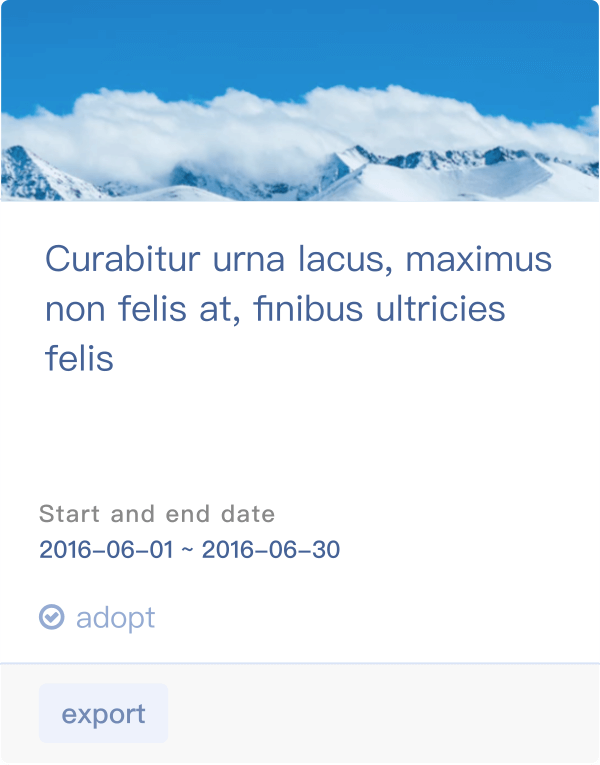 Curabitur urna lacus, maximus
non felis at, finibus ultricies
felis
Start and end date
2016–06–01 ~ 2016–06–30
adopt
export